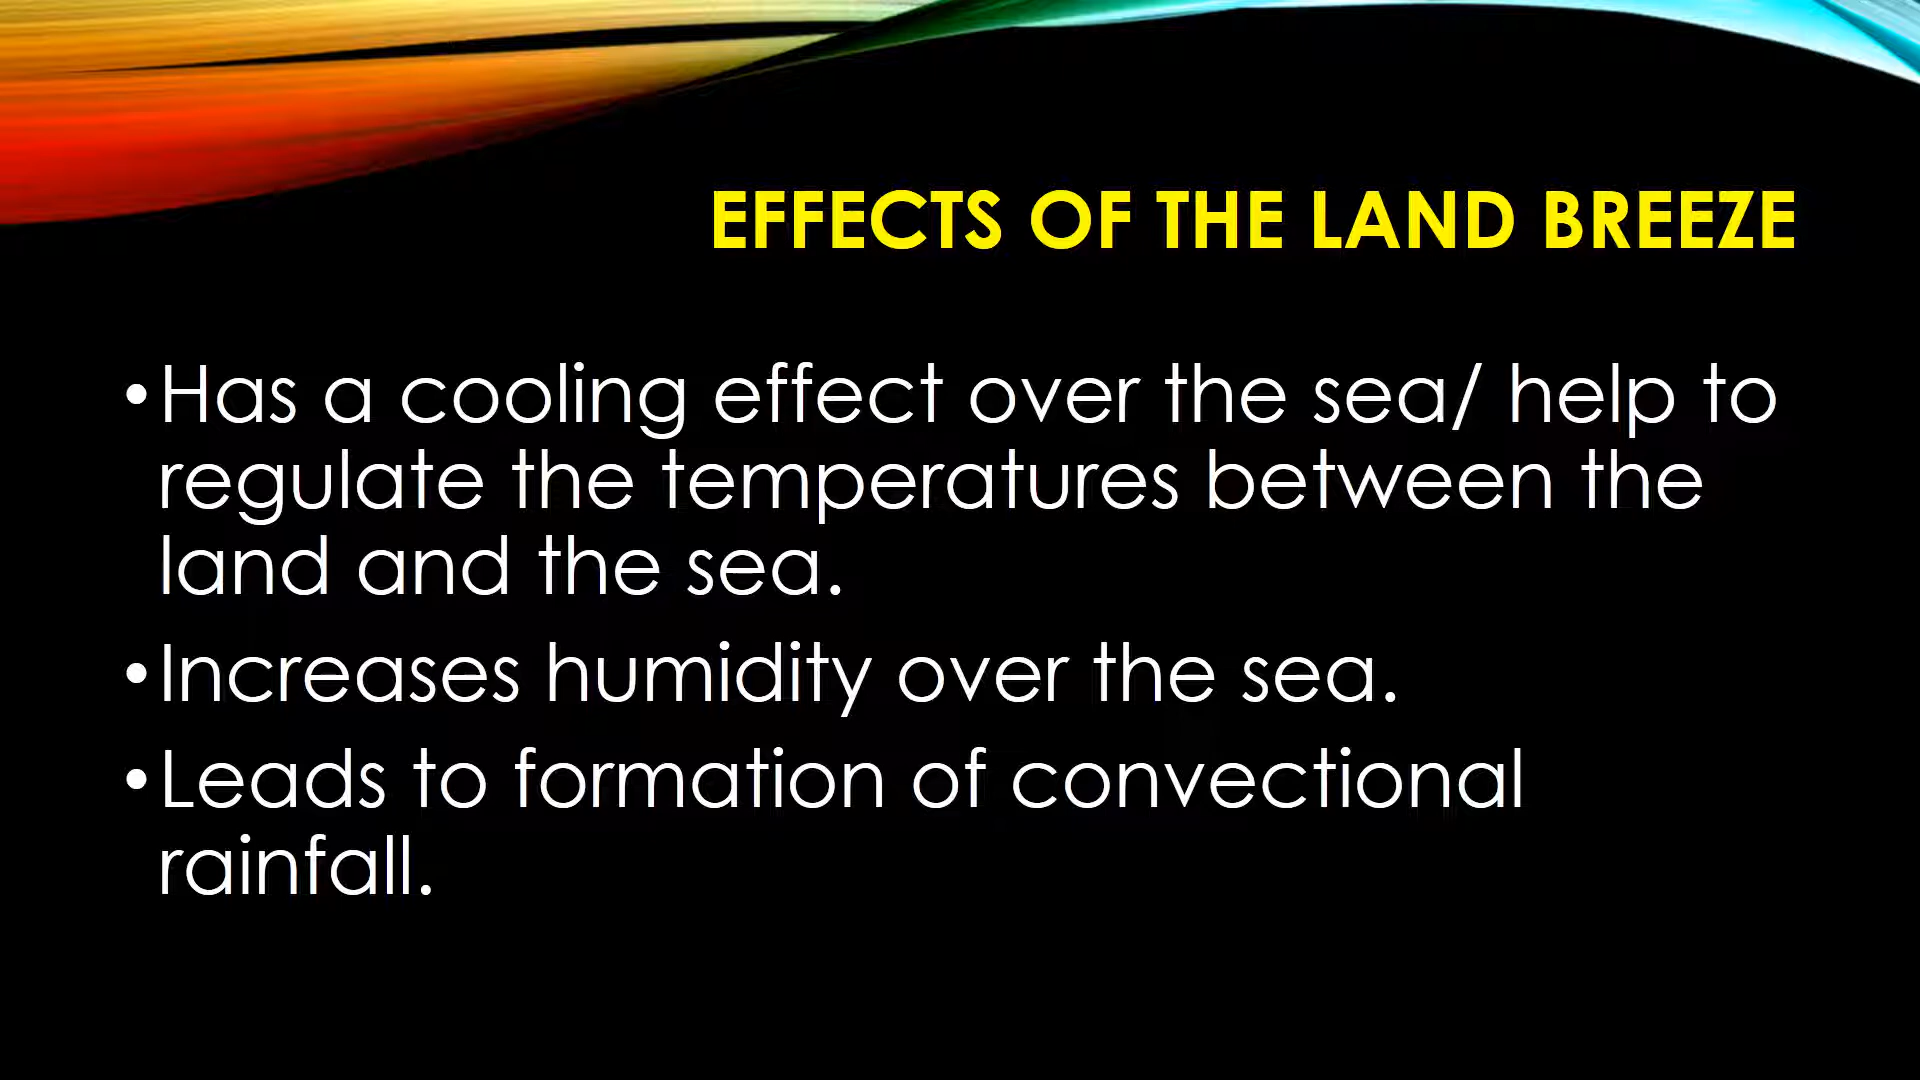 EFFECTS OF THE LAND BREEZE
•Has a cooling effect over the sea/ help to
regulate the temperatures between the
land and the sea.
•Increases humidity over the sea.
•Leads to formation of convectional
rainfall.